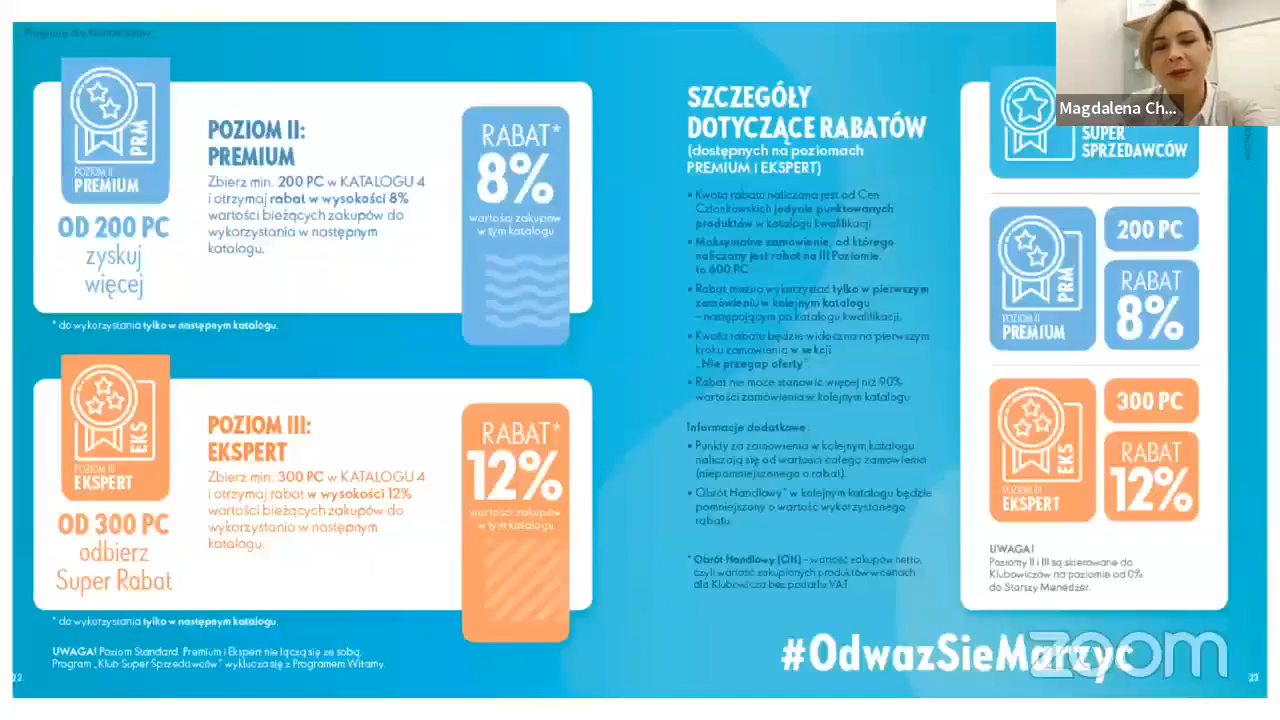 Programy dla Klubowiczów
PRM
POZIOM II
PREMIUM
OD 200 PC
zyskuj
więcej
POZIOM II:
PREMIUM
Zbierz min. 200 PC w KATALOGU 4
i otrzymaj rabat w wysokości 8%
wartości bieżących zakupów do
wykorzystania w następnym
katalogu.
RABAT*
8%
wartości zakupów
w tym katalogu
* do wykorzystania tylko w następnym katalogu.
EKS
POZIOM III
EKSPERT
OD 300 PC
odbierz
Super Rabat
POZIOM III:
EKSPERT
Zbierz min. 300 PC w KATALOGU 4
i otrzymaj rabat w wysokości 12%
wartości bieżących zakupów do
wykorzystania w następnym
katalogu.
RABAT*
12%
wartości zakupów
w tym katalogu
* do wykorzystania tylko w następnym katalogu.
UWAGA! Poziom Standard, Premium i Ekspert nie łączą się ze sobą.
Program „Klub Super Sprzedawców” wyklucza się z Programem Witamy.
22
SZCZEGÓŁY
DOTYCZĄCE RABATÓW
(dostępnych na poziomach
PREMIUM i EKSPERT)
• Kwota rabatu naliczana jest od Cen
Członkowskich jedynie punktowanych
produktów w katalogu kwalifikacji
• Maksymalne zamówienie, od którego
naliczany jest rabat na III Poziomie,
to 600 PC.
• Rabat można wykorzystać tylko w pierwszym
zamówieniu w kolejnym katalogu
– następującym po katalogu kwalifikacji.
• Kwota rabatu będzie widoczna na pierwszym
kroku zamówienia w sekcji
„Nie przegap oferty”
• Rabat nie może stanowić więcej niż 90%
wartości zamówienia w kolejnym katalogu
Informacje dodatkowe:
• Punkty za zamówienia w kolejnym katalogu
naliczają się od wartości całego zamówienia
(niepomniejszonego o rabat).
• Obrót Handlowy* w kolejnym katalogu będzie
pomniejszony o wartość wykorzystanego
rabatu.
* Obrót Handlowy (OH) – wartość zakupów netto,
czyli wartość zakupionych produktów w cenach
dla Klubowicza bez podatku VAT.
Magdalena Ch...
SUPER
SPRZEDAWCÓW
PRM
POZIOM II
PREMIUM
200 PC
RABAT
8%
EKS
POZIOM III
EKSPERT
300 PC
RABAT
12%
UWAGA!
Poziomy II i III są skierowane do
Klubowiczów na poziomie od 0%
do Starszy Menedżer.
#OdwazSieMarzyc
zoom
23